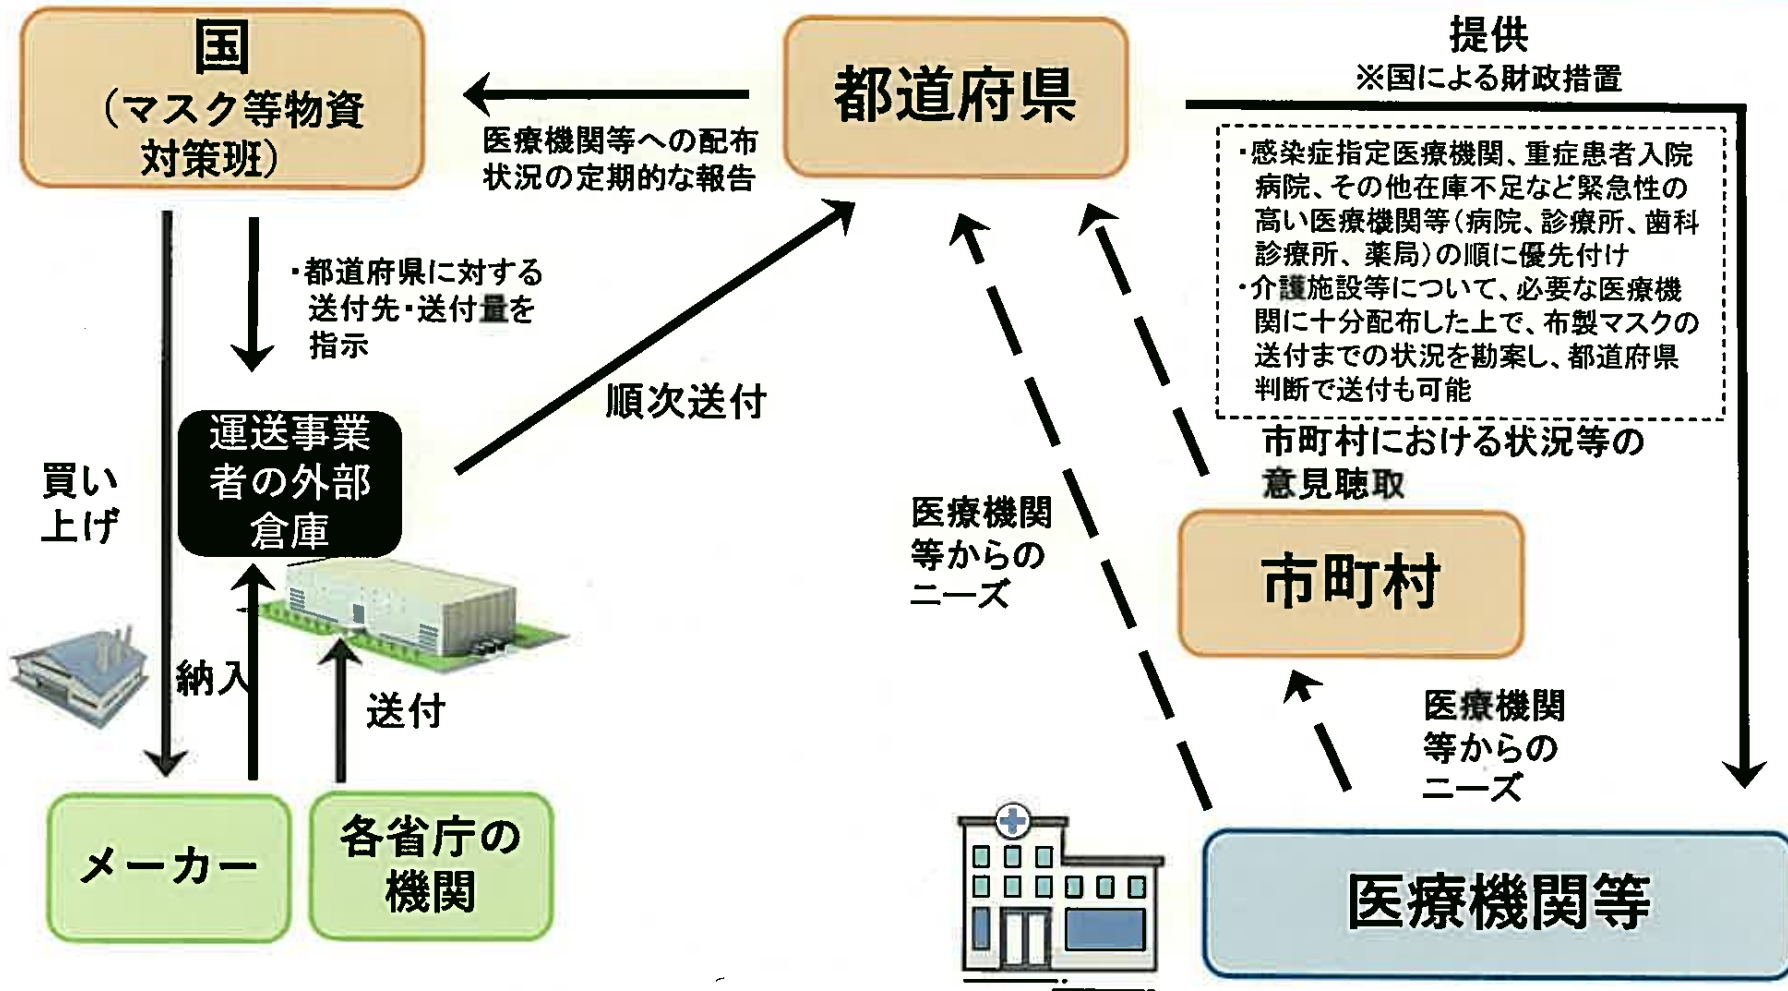 国
（マスク等物資
対策班）
都道府県
提供
※国による財政措置
医療機関等への配布
状況の定期的な報告
・感染症指定医療機関、重症患者入院
病院、その他在庫不足など緊急性の
高い医療機関等（病院、診療所、歯科
診療所、薬局）の順に優先付け
・介護施設等について、必要な医療機
関に十分配布した上で、布製マスクの
送付までの状況を勘案し、都道府県
判断で送付も可能
・都道府県に対する
送付先・送付量を
指示
順次送付
運送事業
者の外部
倉庫
買い
上げ
市町村における状況等の
意見聴取
医療機関
等からの
ニーズ
市町村
納入
送付
医療機関
等からの
ニーズ
メーカー
各省庁の
機関
医療機関等